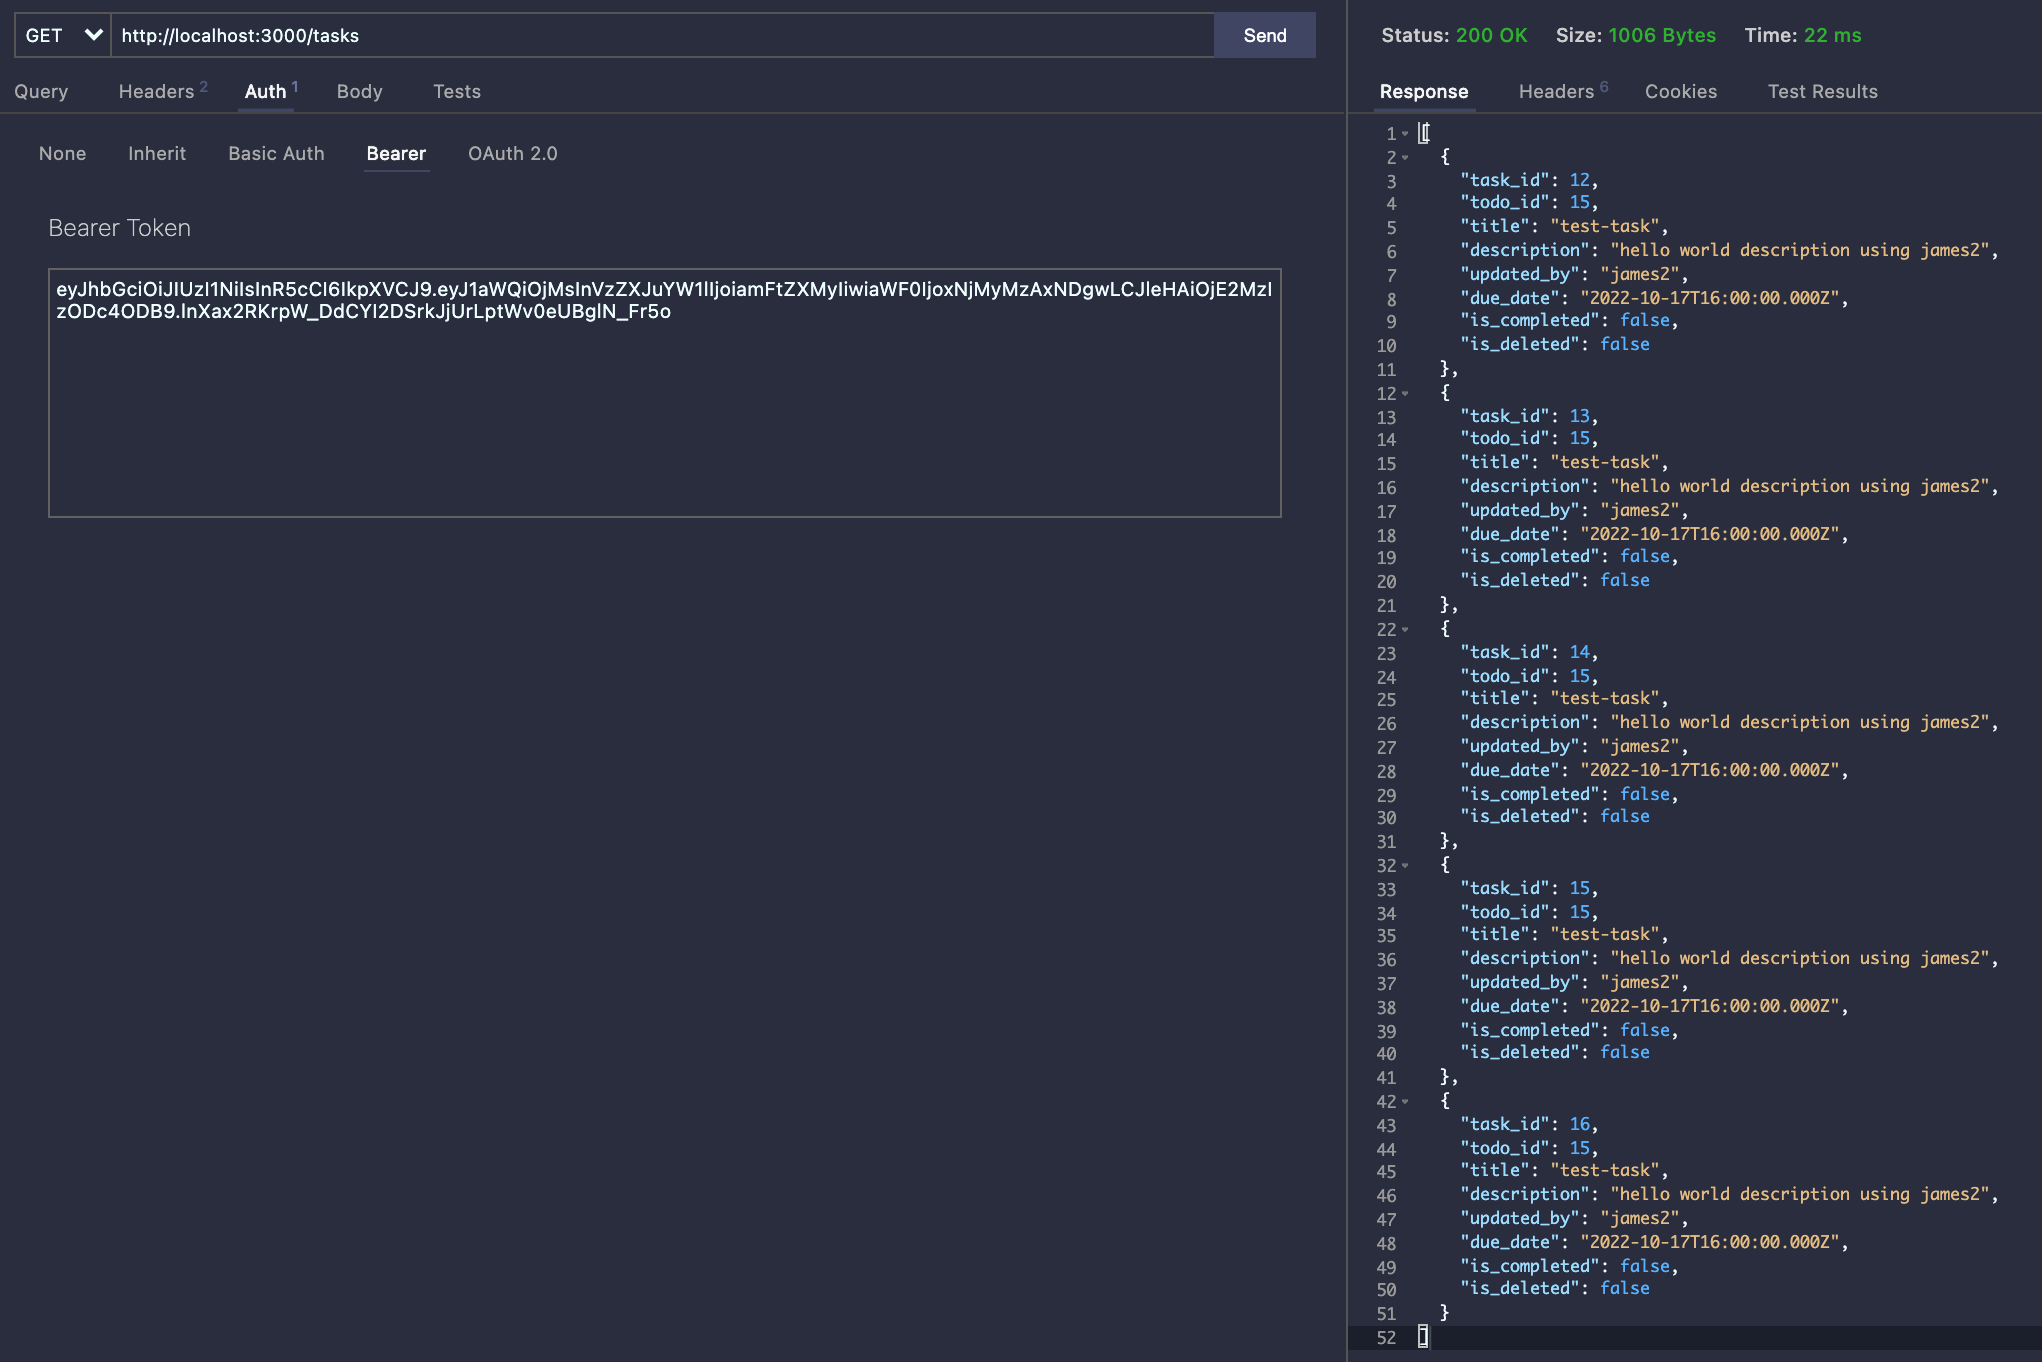 GET http://localhost:3000/tasks Send
Query Headers 2 Auth 1 Body Tests
None Inherit Basic Auth Bearer OAuth 2.0
Bearer Token
eyJhbGciOiJIUzI1NiIsInR5cCI6IkpXVCJ9.eyJ1aWQiOjMsInVzZXJuYW1lIjoiamFtZXMyIiwiaWF0IjoxNjMyMzAxNDgwLCJleHAiOjE2MzI
zODc4ODB9.InXax2RKrpW_DdCYI2DSrkJjUrLptWv0eUBglN_Fr5o
Status: 200 OK Size: 1006 Bytes Time: 22 ms
Response Headers 6 Cookies Test Results
1 [
2 {
3 "task_id": 12,
4 "todo_id": 15,
5 "title": "test-task",
6 "description": "hello world description using james2",
7 "updated_by": "james2",
8 "due_date": "2022-10-17T16:00:00.000Z",
9 "is_completed": false,
10 "is_deleted": false
11 },
12 {
13 "task_id": 13,
14 "todo_id": 15,
15 "title": "test-task",
16 "description": "hello world description using james2",
17 "updated_by": "james2",
18 "due_date": "2022-10-17T16:00:00.000Z",
19 "is_completed": false,
20 "is_deleted": false
21 },
22 {
23 "task_id": 14,
24 "todo_id": 15,
25 "title": "test-task",
26 "description": "hello world description using james2",
27 "updated_by": "james2",
28 "due_date": "2022-10-17T16:00:00.000Z",
29 "is_completed": false,
30 "is_deleted": false
31 },
32 {
33 "task_id": 15,
34 "todo_id": 15,
35 "title": "test-task",
36 "description": "hello world description using james2",
37 "updated_by": "james2",
38 "due_date": "2022-10-17T16:00:00.000Z",
39 "is_completed": false,
40 "is_deleted": false
41 },
42 {
43 "task_id": 16,
44 "todo_id": 15,
45 "title": "test-task",
46 "description": "hello world description using james2",
47 "updated_by": "james2",
48 "due_date": "2022-10-17T16:00:00.000Z",
49 "is_completed": false,
50 "is_deleted": false
51 }
52 ]